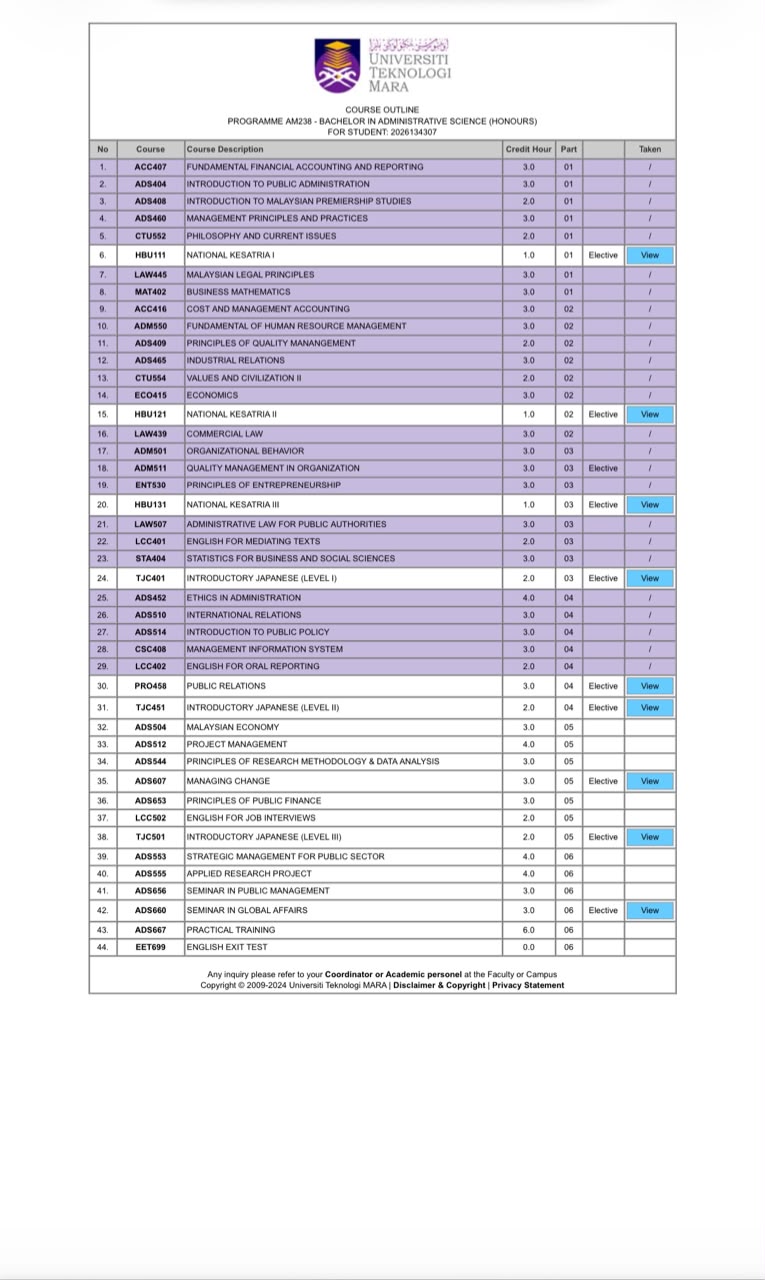 UNIVERSITI
TEKNOLOGI
MARA
COURSE OUTLINE
PROGRAMME AM238 - BACHELOR IN ADMINISTRATIVE SCIENCE (HONOURS)
FOR STUDENT: 2026134307
No Course Course Description Credit Hour Part Taken
1. ACC407 FUNDAMENTAL FINANCIAL ACCOUNTING AND REPORTING 3.0 01 /
2. ADS404 INTRODUCTION TO PUBLIC ADMINISTRATION 3.0 01 /
3. ADS408 INTRODUCTION TO MALAYSIAN PREMIERSHIP STUDIES 2.0 01 /
4. ADS460 MANAGEMENT PRINCIPLES AND PRACTICES 3.0 01 /
5. CTU552 PHILOSOPHY AND CURRENT ISSUES 2.0 01 /
6. HBU111 NATIONAL KESATRIA I 1.0 01 Elective View
7. LAW445 MALAYSIAN LEGAL PRINCIPLES 3.0 01 /
8. MAT402 BUSINESS MATHEMATICS 3.0 01 /
9. ACC416 COST AND MANAGEMENT ACCOUNTING 3.0 02 /
10. ADM550 FUNDAMENTAL OF HUMAN RESOURCE MANAGEMENT 3.0 02 /
11. ADS409 PRINCIPLES OF QUALITY MANANGEMENT 2.0 02 /
12. ADS465 INDUSTRIAL RELATIONS 3.0 02 /
13. CTU554 VALUES AND CIVILIZATION II 2.0 02 /
14. ECO415 ECONOMICS 3.0 02 /
15. HBU121 NATIONAL KESATRIA II 1.0 02 Elective View
16. LAW439 COMMERCIAL LAW 3.0 02 /
17. ADM501 ORGANIZATIONAL BEHAVIOR 3.0 03 /
18. ADM511 QUALITY MANAGEMENT IN ORGANIZATION 3.0 03 Elective /
19. ENT530 PRINCIPLES OF ENTREPRENEURSHIP 3.0 03 /
20. HBU131 NATIONAL KESATRIA III 1.0 03 Elective View
21. LAW507 ADMINISTRATIVE LAW FOR PUBLIC AUTHORITIES 3.0 03 /
22. LCC401 ENGLISH FOR MEDIATING TEXTS 2.0 03 /
23. STA404 STATISTICS FOR BUSINESS AND SOCIAL SCIENCES 3.0 03 /
24. TJC401 INTRODUCTORY JAPANESE (LEVEL I) 2.0 03 Elective View
25. ADS452 ETHICS IN ADMINISTRATION 4.0 04 /
26. ADS510 INTERNATIONAL RELATIONS 3.0 04 /
27. ADS514 INTRODUCTION TO PUBLIC POLICY 3.0 04 /
28. CSC408 MANAGEMENT INFORMATION SYSTEM 3.0 04 /
29. LCC402 ENGLISH FOR ORAL REPORTING 2.0 04 /
30. PRO458 PUBLIC RELATIONS 3.0 04 Elective View
31. TJC451 INTRODUCTORY JAPANESE (LEVEL II) 2.0 04 Elective View
32. ADS504 MALAYSIAN ECONOMY 3.0 05
33. ADS512 PROJECT MANAGEMENT 4.0 05
34. ADS544 PRINCIPLES OF RESEARCH METHODOLOGY & DATA ANALYSIS 3.0 05
35. ADS607 MANAGING CHANGE 3.0 05 Elective View
36. ADS653 PRINCIPLES OF PUBLIC FINANCE 3.0 05
37. LCC502 ENGLISH FOR JOB INTERVIEWS 2.0 05
38. TJC501 INTRODUCTORY JAPANESE (LEVEL III) 2.0 05 Elective View
39. ADS553 STRATEGIC MANAGEMENT FOR PUBLIC SECTOR 4.0 06
40. ADS555 APPLIED RESEARCH PROJECT 4.0 06
41. ADS656 SEMINAR IN PUBLIC MANAGEMENT 3.0 06
42. ADS660 SEMINAR IN GLOBAL AFFAIRS 3.0 06 Elective View
43. ADS667 PRACTICAL TRAINING 6.0 06
44. EET699 ENGLISH EXIT TEST 0.0 06
Any inquiry please refer to your Coordinator or Academic personel at the Faculty or Campus
Copyright © 2009-2024 Universiti Teknologi MARA | Disclaimer & Copyright | Privacy Statement